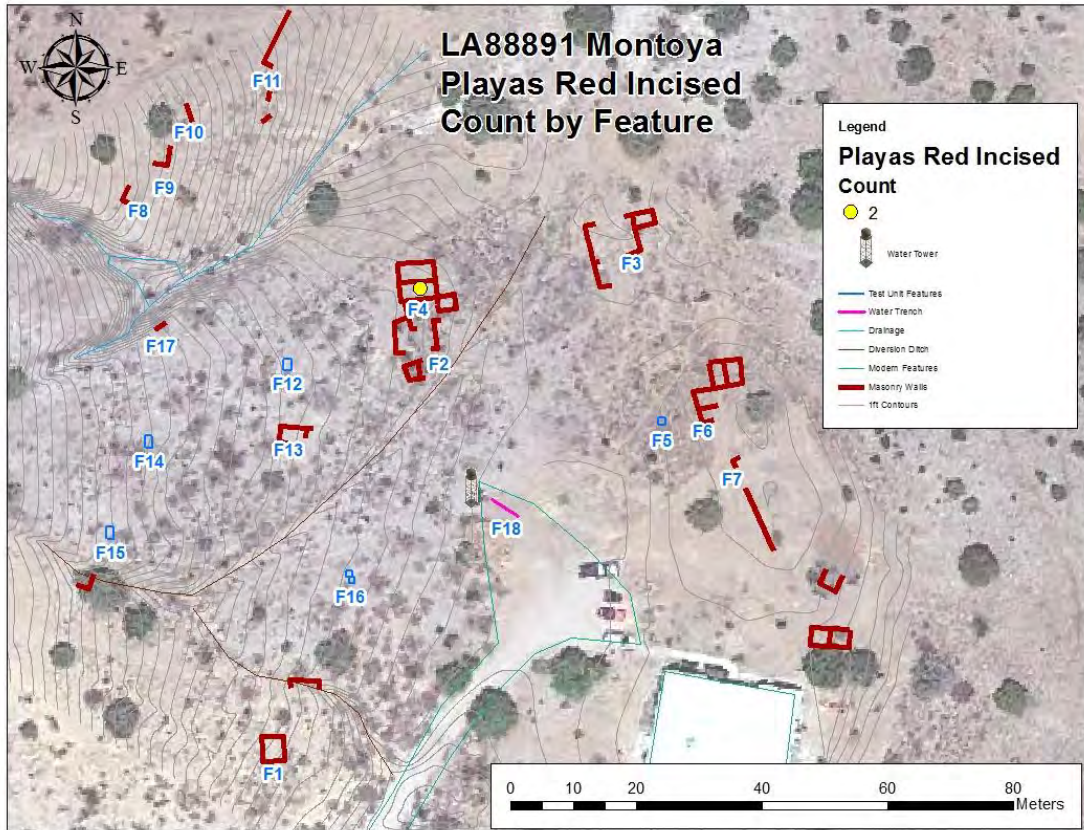 LA88891 Montoya
Playas Red Incised
Count by Feature
N
W E
S
F11
F10
F9
F8
F3
F4
F17
F2
F12
F13
F14
F5
F6
F7
F18
F15
F16
F1
Legend
Playas Red Incised
Count
2
Water Tower
Test Unit Features
Water Trench
Drainage
Diversion Ditch
Modern Features
Masonry Walls
1ft Contours
0 10 20 40 60 80
Meters